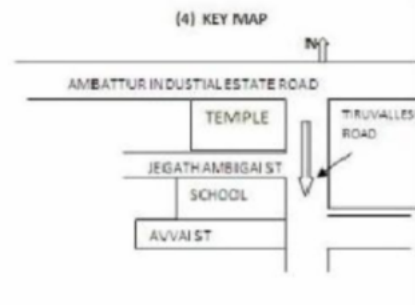 (4) KEY MAP
N
AMBATTUR INDUSTIAL ESTATE ROAD
TEMPLE
TIRUVALLES
ROAD
JEGATHAMBIGAI ST
SCHOOL
AVVAI ST